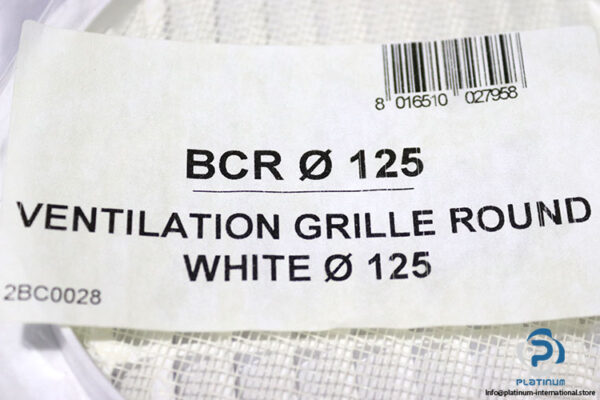 8 016510 027958
BCR Ø 125
VENTILATION GRILLE ROUND
WHITE Ø 125
2BC0028
PLATINUM
Info@platinum-international.store